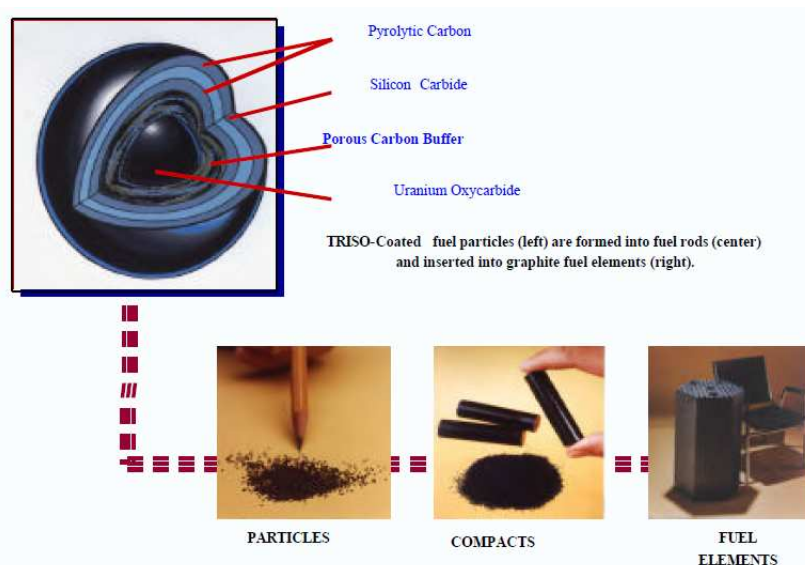 Pyrolytic Carbon
Silicon Carbide
Porous Carbon Buffer
Uranium Oxycarbide
TRISO-Coated fuel particles (left) are formed into fuel rods (center)
and inserted into graphite fuel elements (right).
PARTICLES
COMPACTS
FUEL
ELEMENTS